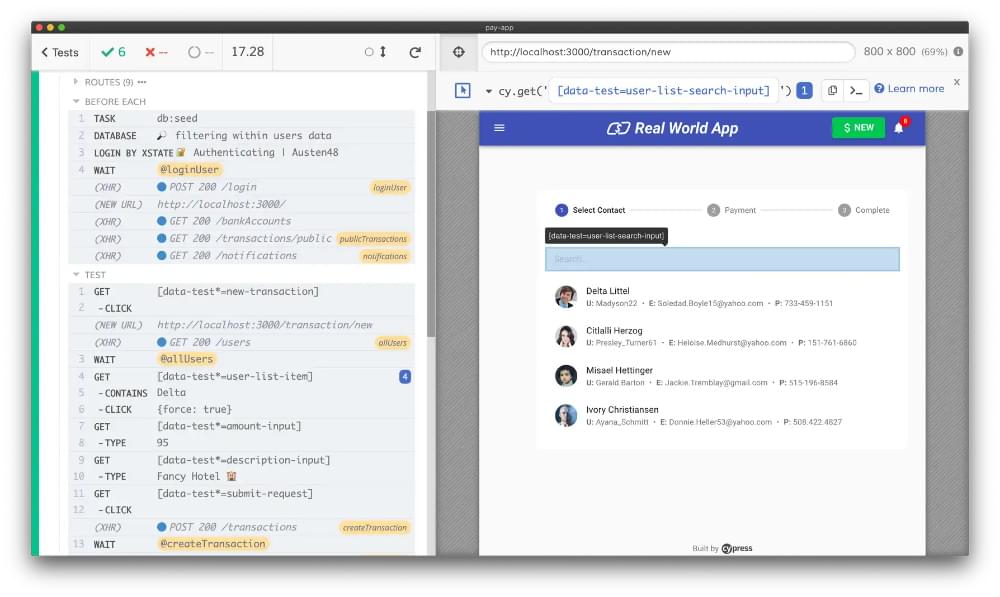 pay-app
Tests 6 -- -- 17.28
http://localhost:3000/transaction/new 800 x 800 (69%)
cy.get('[data-test=user-list-search-input]') 1 Learn more
ROUTES (9)
BEFORE EACH
1 TASK db:seed
2 DATABASE filtering within users data
3 LOGIN BY XSTATE Authenticating | Austen48
4 WAIT @loginUser
(XHR) POST 200 /login loginUser
(NEW URL) http://localhost:3000/
(XHR) GET 200 /bankAccounts
(XHR) GET 200 /transactions/public publicTransactions
(XHR) GET 200 /notifications notifications
TEST
1 GET [data-test*=new-transaction]
2 -CLICK
(NEW URL) http://localhost:3000/transaction/new
(XHR) GET 200 /users allUsers
3 WAIT @allUsers
4 GET [data-test*=user-list-item] 4
5 -CONTAINS Delta
6 -CLICK {force: true}
7 GET [data-test*=amount-input]
8 -TYPE 95
9 GET [data-test*=description-input]
10 -TYPE Fancy Hotel 🏨
11 GET [data-test*=submit-request]
12 -CLICK
(XHR) POST 200 /transactions createTransaction
13 WAIT @createTransaction
Real World App $ NEW 8
1 Select Contact 2 Payment 3 Complete
[data-test=user-list-search-input]
Search...
Delta Littel
U: Madyson22 • E: Soledad.Boyle15@yahoo.com • P: 733-459-1151
Citlalli Herzog
U: Presley_Turner61 • E: Heloise.Medhurst@yahoo.com • P: 151-761-6860
Misael Hettinger
U: Gerald.Barton • E: Jackie.Tremblay@gmail.com • P: 515-196-8584
Ivory Christiansen
U: Ayana_Schmitt • E: Donnie.Heller53@yahoo.com • P: 508.422.4827
Built by cypress